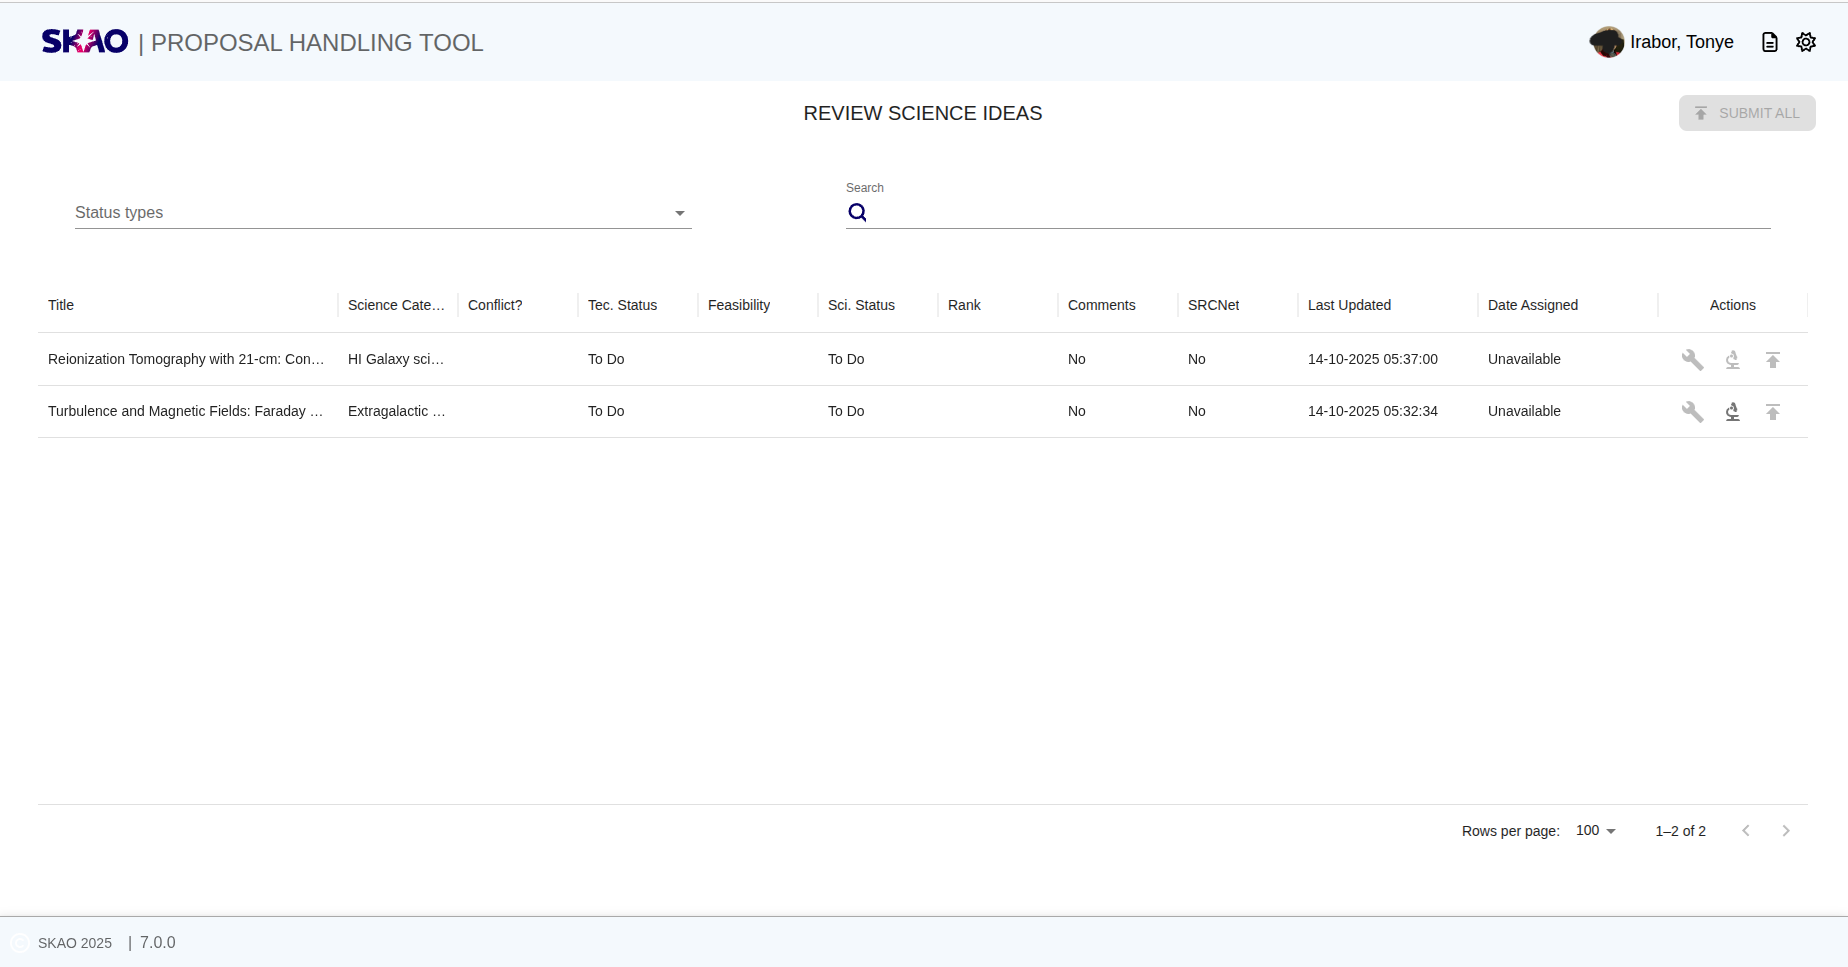 SKAO | PROPOSAL HANDLING TOOL Irabor, Tonye
REVIEW SCIENCE IDEAS SUBMIT ALL
Search
Status types
Title Science Cate… Conflict? Tec. Status Feasibility Sci. Status Rank Comments SRCNet Last Updated Date Assigned Actions
Reionization Tomography with 21-cm: Con… HI Galaxy sci… To Do To Do No No 14-10-2025 05:37:00 Unavailable
Turbulence and Magnetic Fields: Faraday … Extragalactic … To Do To Do No No 14-10-2025 05:32:34 Unavailable
Rows per page: 100 1–2 of 2
© SKAO 2025 | 7.0.0